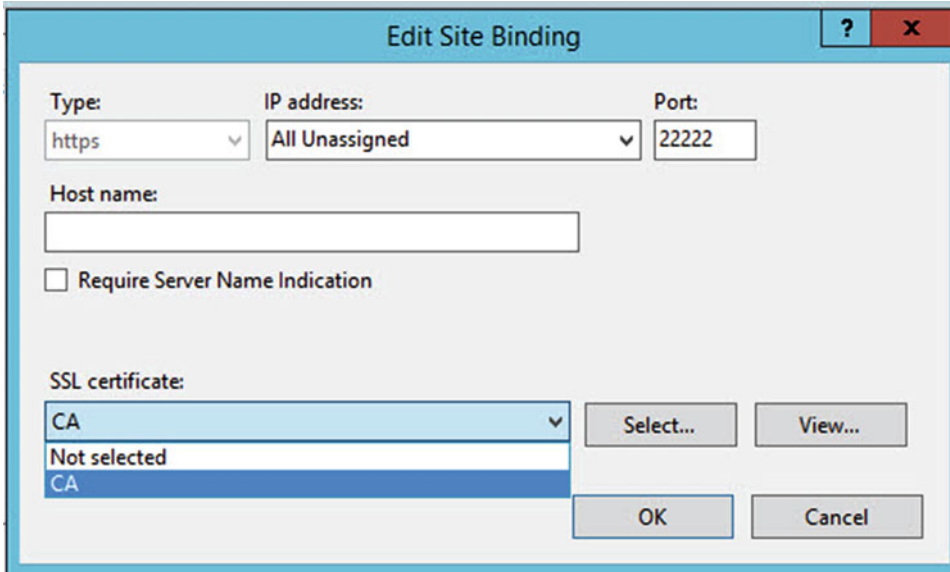 Edit Site Binding
?
x
Type:
IP address:
Port:
https
All Unassigned
22222
Host name:
Require Server Name Indication
SSL certificate:
CA
Select...
View...
Not selected
CA
OK
Cancel